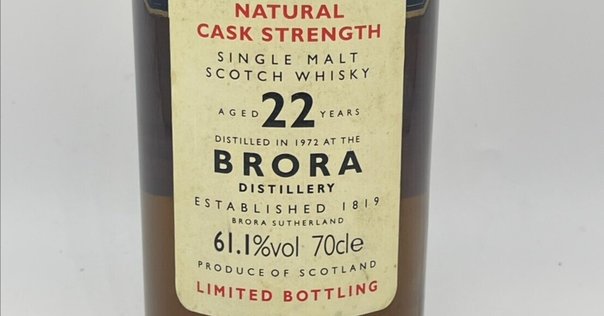 NATURAL
CASK STRENGTH
SINGLE MALT
SCOTCH WHISKY
AGED 22 YEARS
DISTILLED IN 1972 AT THE
BRORA
DISTILLERY
ESTABLISHED 1819
BRORA SUTHERLAND
61.1%vol 70cle
PRODUCE OF SCOTLAND
LIMITED BOTTLING